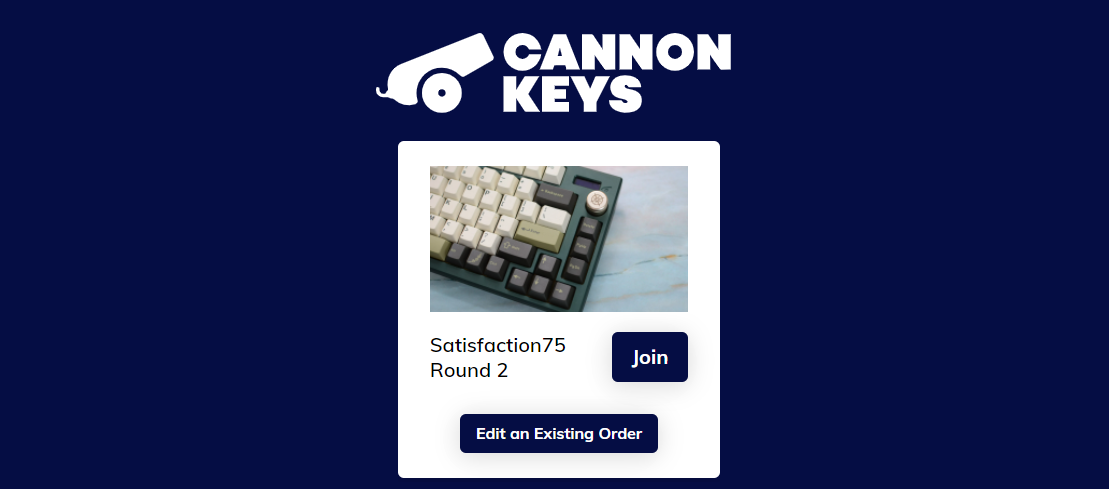 CANNON
KEYS
Satisfaction75
Round 2
Join
Edit an Existing Order